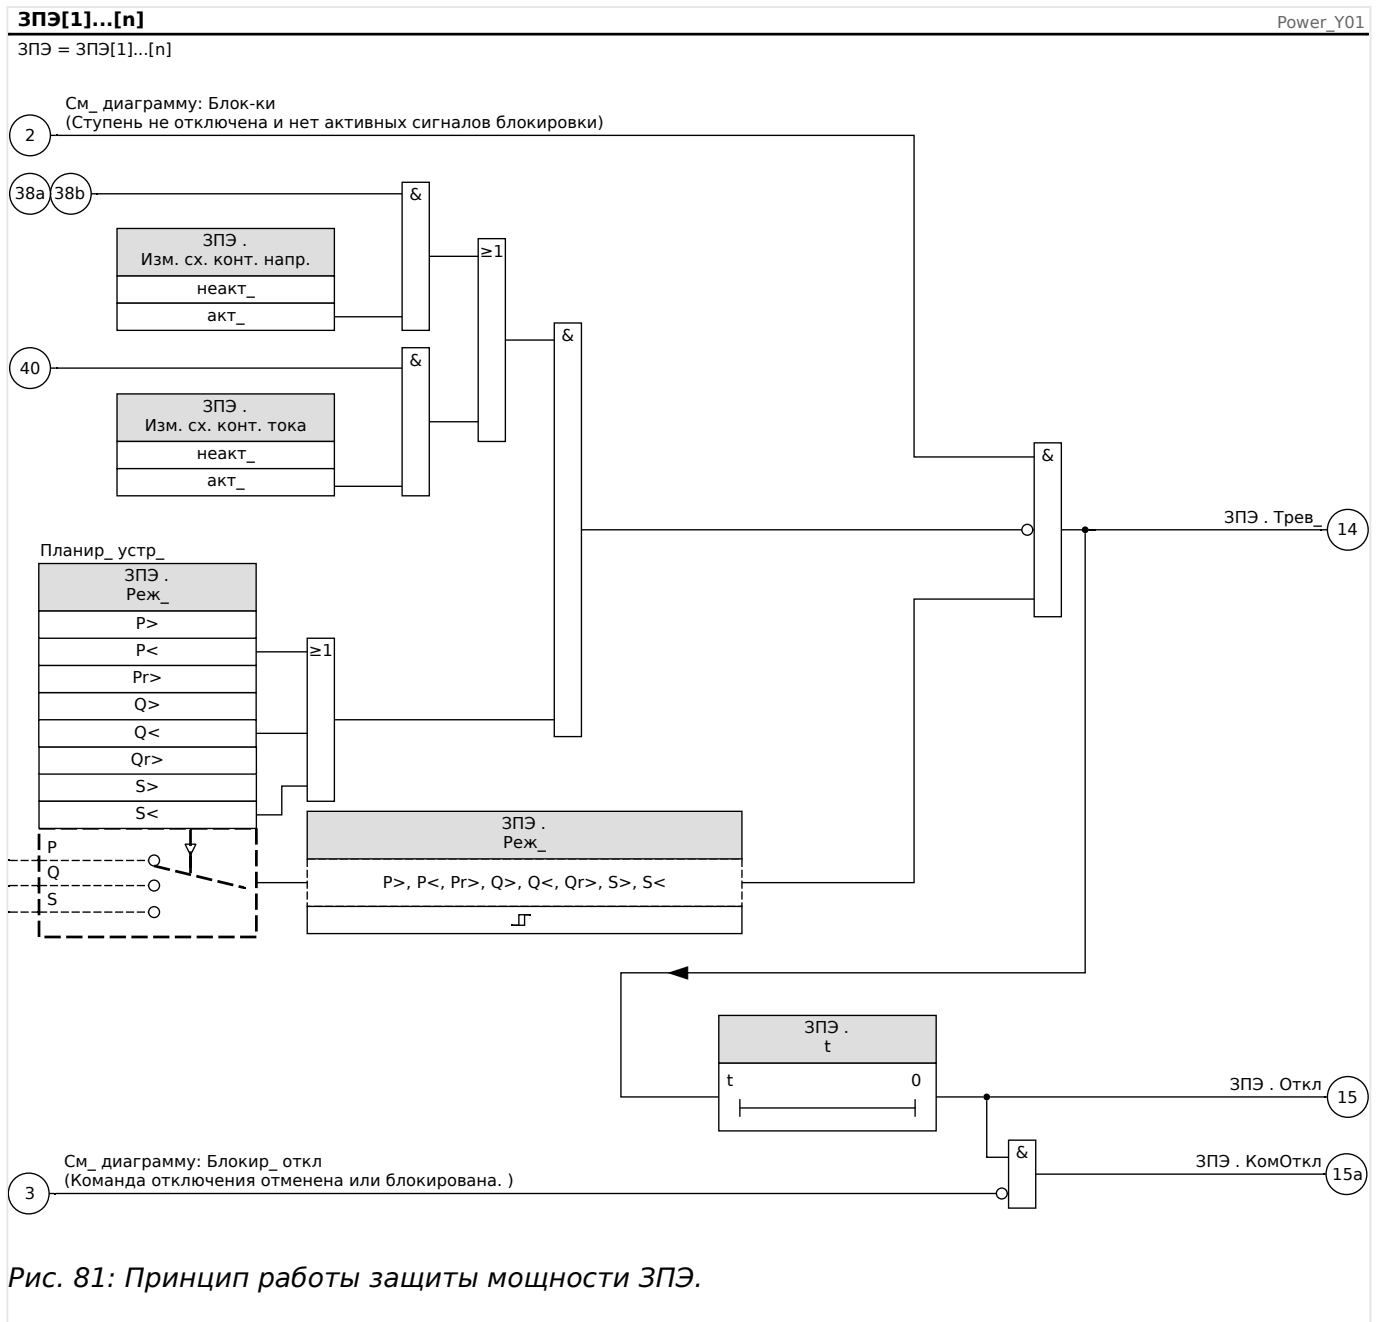 ЗПЭ[1]...[n]
Power_Y01
ЗПЭ = ЗПЭ[1]...[n]
См_ диаграмму: Блок-ки
(Ступень не отключена и нет активных сигналов блокировки)
2
38a 38b
&
ЗПЭ .
Изм. сх. конт. напр.
≥1
неакт_
акт_
&
40
&
ЗПЭ .
Изм. сх. конт. тока
неакт_
акт_
&
ЗПЭ . Трев_
14
Планир_ устр_
ЗПЭ .
Реж_
P>
P<
≥1
Pr>
Q>
Q<
Qr>
S>
S<
ЗПЭ .
Реж_
P
Q
S
P>, P<, Pr>, Q>, Q<, Qr>, S>, S<
ЗПЭ .
t
t 0
ЗПЭ . Откл
15
&
См_ диаграмму: Блокир_ откл
(Команда отключения отменена или блокирована. )
3
ЗПЭ . КомОткл
15a
Рис. 81: Принцип работы защиты мощности ЗПЭ.